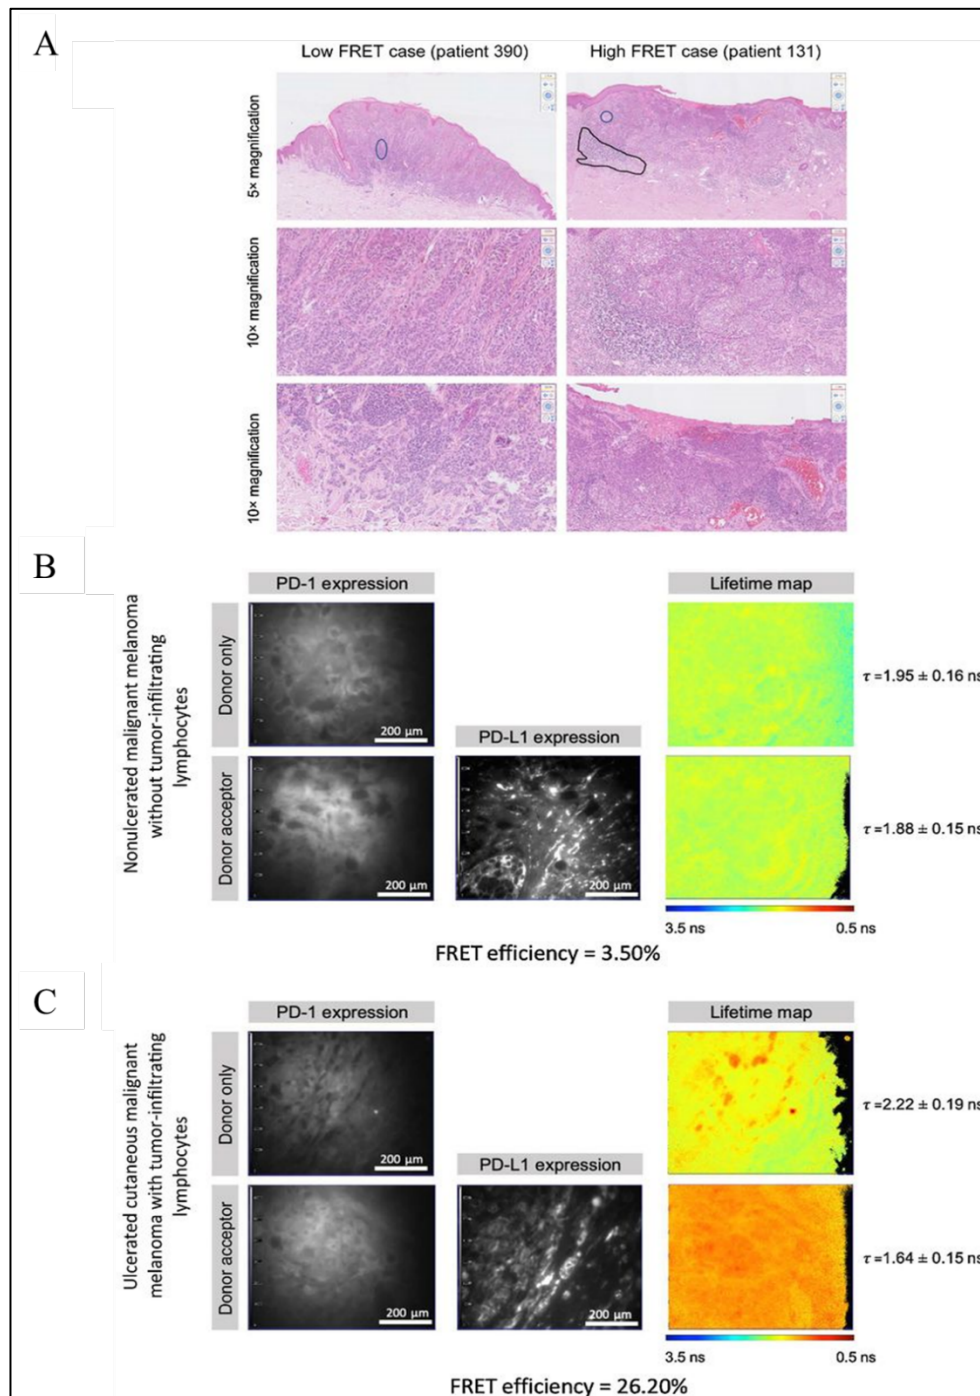 A
Low FRET case (patient 390)
High FRET case (patient 131)
5× magnification
10× magnification
10× magnification
B
PD-1 expression
Lifetime map
Nonulcerated malignant melanoma
without tumor-infiltrating
lymphocytes
Donor only
200 µm
τ =1.95 ± 0.16 ns
PD-L1 expression
Donor acceptor
200 µm
200 µm
τ =1.88 ± 0.15 ns
3.5 ns
0.5 ns
FRET efficiency = 3.50%
C
PD-1 expression
Lifetime map
Ulcerated cutaneous malignant
melanoma with tumor-infiltrating
lymphocytes
Donor only
200 µm
τ =2.22 ± 0.19 ns
PD-L1 expression
Donor acceptor
200 µm
200 µm
τ =1.64 ± 0.15 ns
3.5 ns
0.5 ns
FRET efficiency = 26.20%